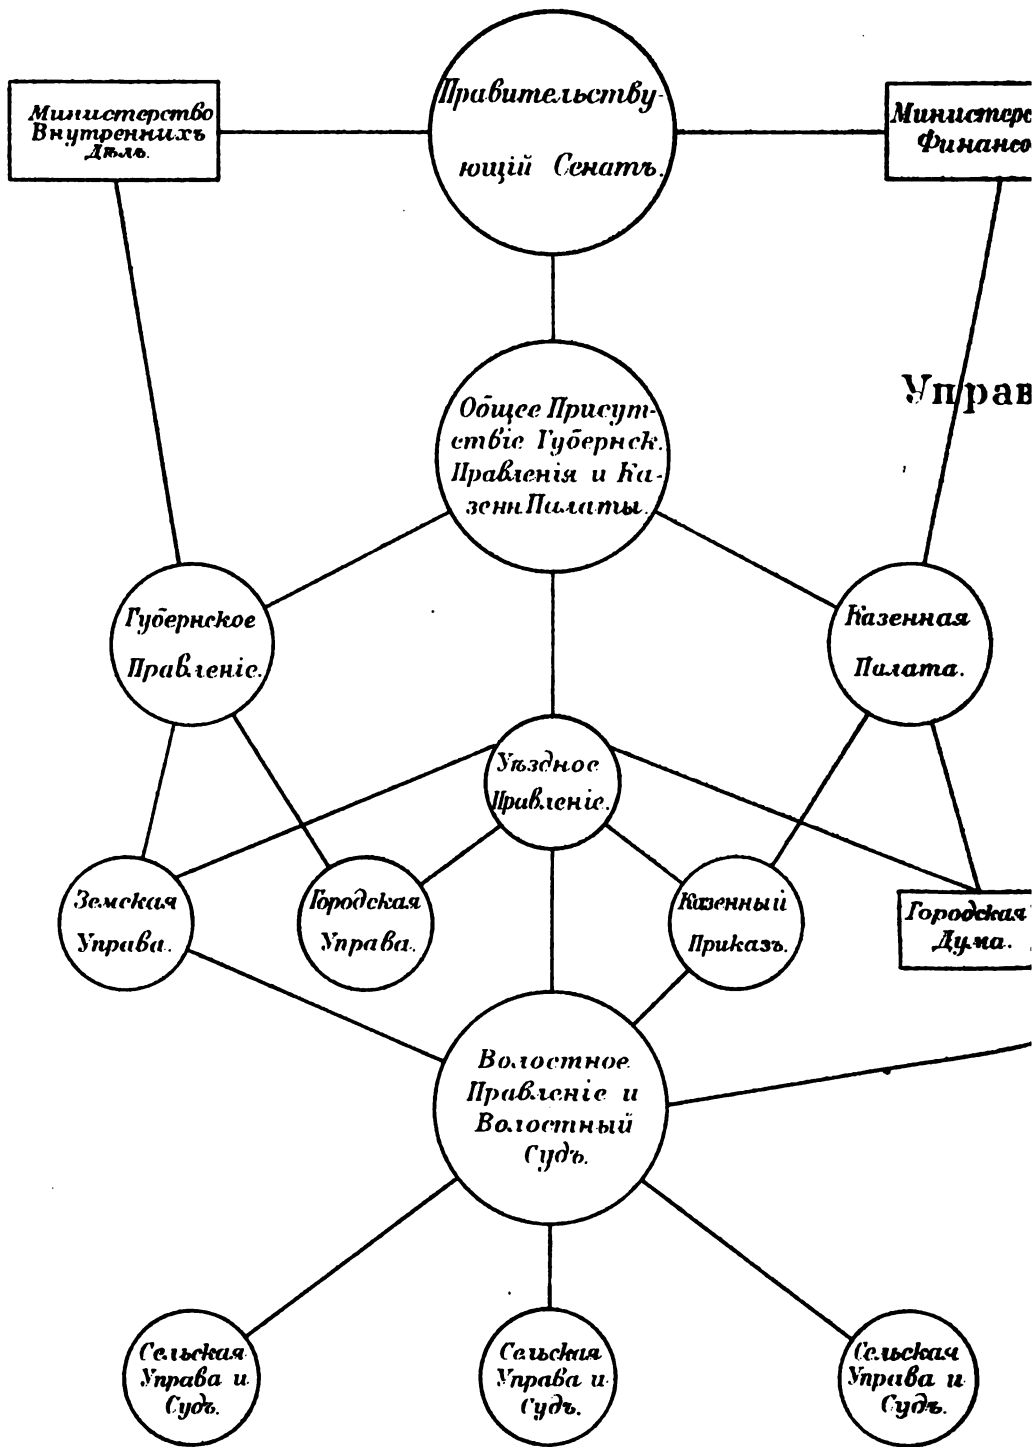 Правительству-
ющій Сенатъ.
Министерство
Внутреннихъ
Дѣлъ.
Министерс
Финансо
Общее Присут-
ствіе Губернск.
Правленія и Ка-
зенн Палаты.
Управ
Губернское
Правленіе.
Казенная
Палата.
Уѣздное
Правленіе.
Земская
Управа.
Городская
Управа.
Казенный
Приказъ.
Городская
Дума.
Волостное
Правленіе и
Волостный
Судъ.
Сельская
Управа и
Судъ.
Сельская
Управа и
Судъ.
Сельская
Управа и
Судъ.